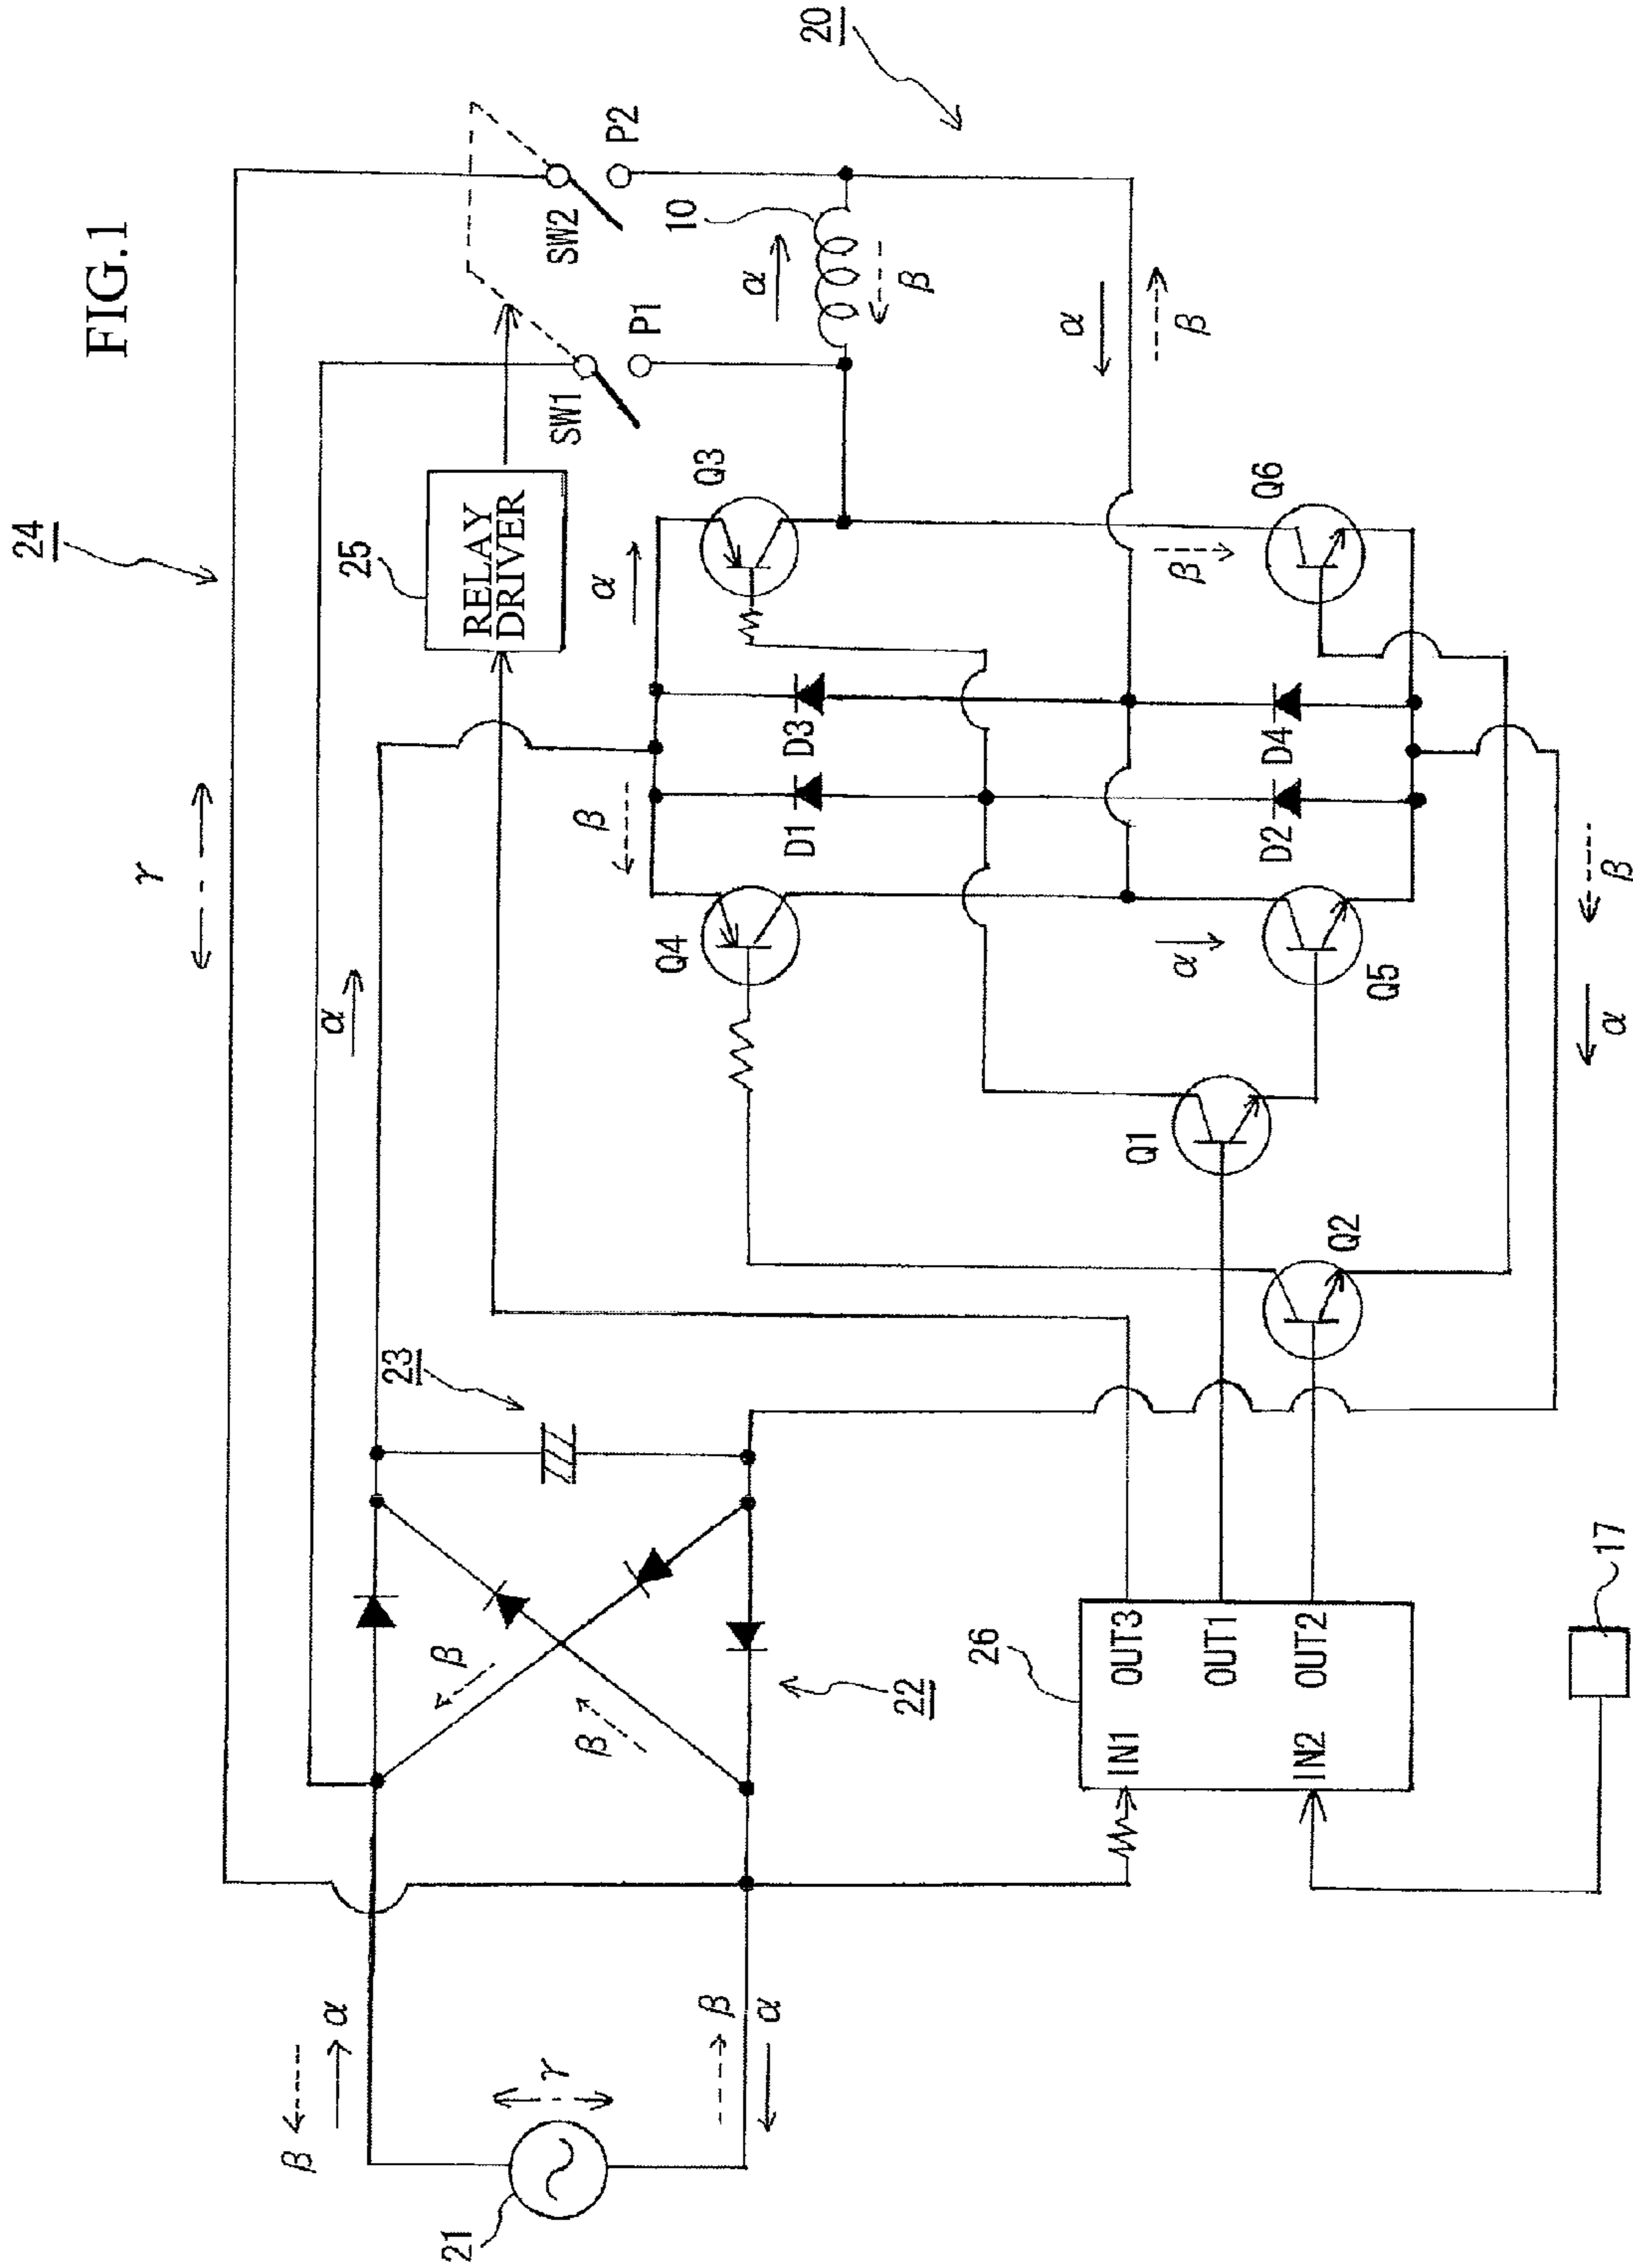 FIG.1
24
20
γ
25
RELAY
DRIVER
SW1
SW2
P1
P2
10
α
β
α
α
β
α
β
Q3
Q4
D1
D3
D2
D4
Q5
Q6
α
β
Q1
Q2
β
α
23
22
β
β
β
α
β
α
γ
21
26
IN1
IN2
OUT3
OUT1
OUT2
17